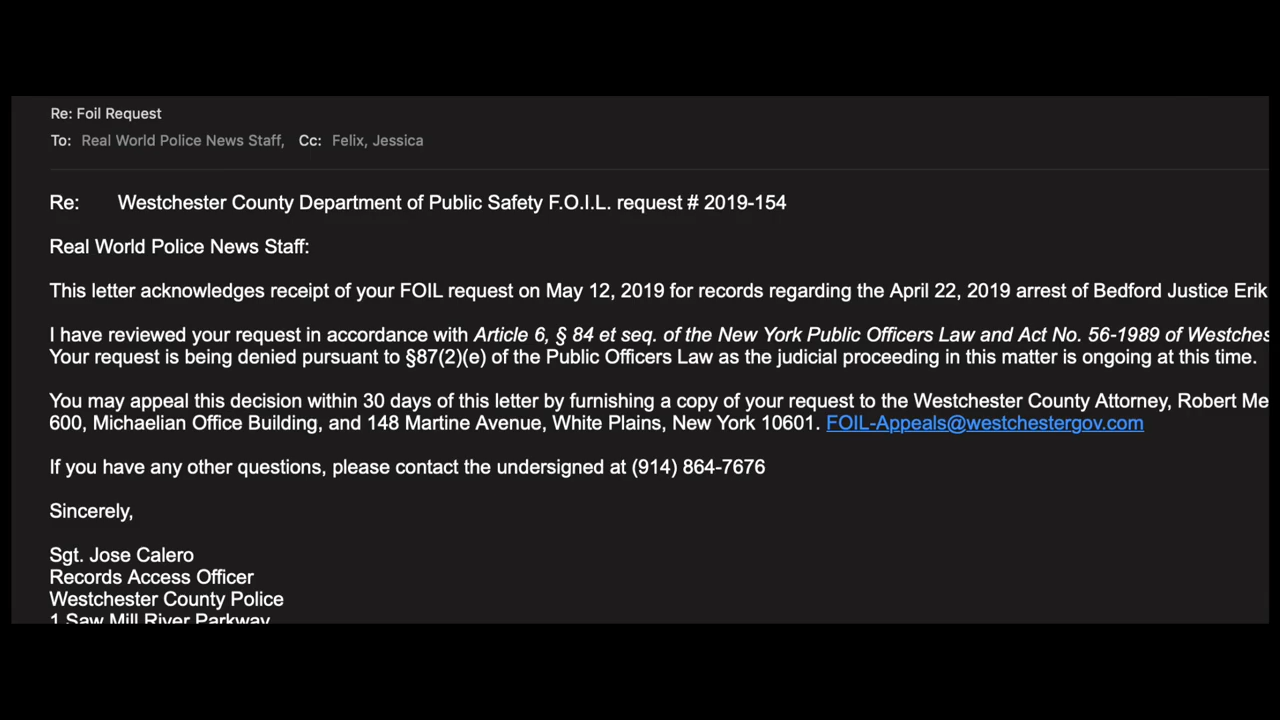 Re: Foil Request
To: Real World Police News Staff, Cc: Felix, Jessica
Re: Westchester County Department of Public Safety F.O.I.L. request # 2019-154
Real World Police News Staff:
This letter acknowledges receipt of your FOIL request on May 12, 2019 for records regarding the April 22, 2019 arrest of Bedford Justice Erik
I have reviewed your request in accordance with Article 6, § 84 et seq. of the New York Public Officers Law and Act No. 56-1989 of Westches
Your request is being denied pursuant to §87(2)(e) of the Public Officers Law as the judicial proceeding in this matter is ongoing at this time.
You may appeal this decision within 30 days of this letter by furnishing a copy of your request to the Westchester County Attorney, Robert Me
600, Michaelian Office Building, and 148 Martine Avenue, White Plains, New York 10601. FOIL-Appeals@westchestergov.com
If you have any other questions, please contact the undersigned at (914) 864-7676
Sincerely,
Sgt. Jose Calero
Records Access Officer
Westchester County Police
1 Saw Mill River Parkway